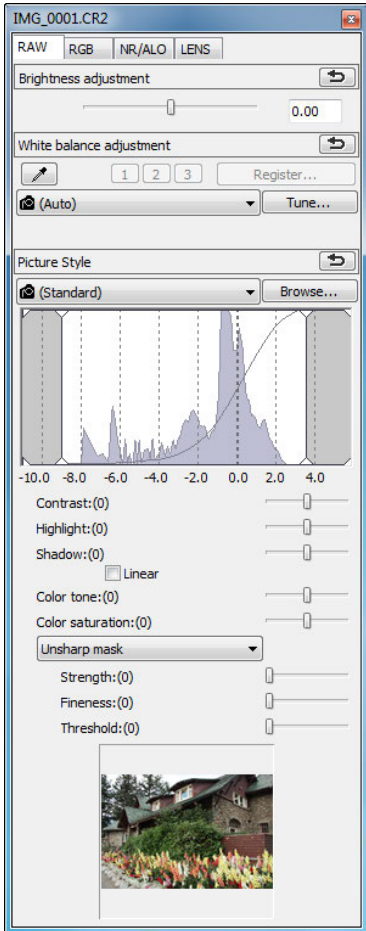 IMG_0001.CR2
RAW RGB NR/ALO LENS
Brightness adjustment
0.00
White balance adjustment
1 2 3 Register...
(Auto) Tune...
Picture Style
(Standard) Browse...
-10.0 -8.0 -6.0 -4.0 -2.0 0.0 2.0 4.0
Contrast:(0)
Highlight:(0)
Shadow:(0)
Linear
Color tone:(0)
Color saturation:(0)
Unsharp mask
Strength:(0)
Fineness:(0)
Threshold:(0)